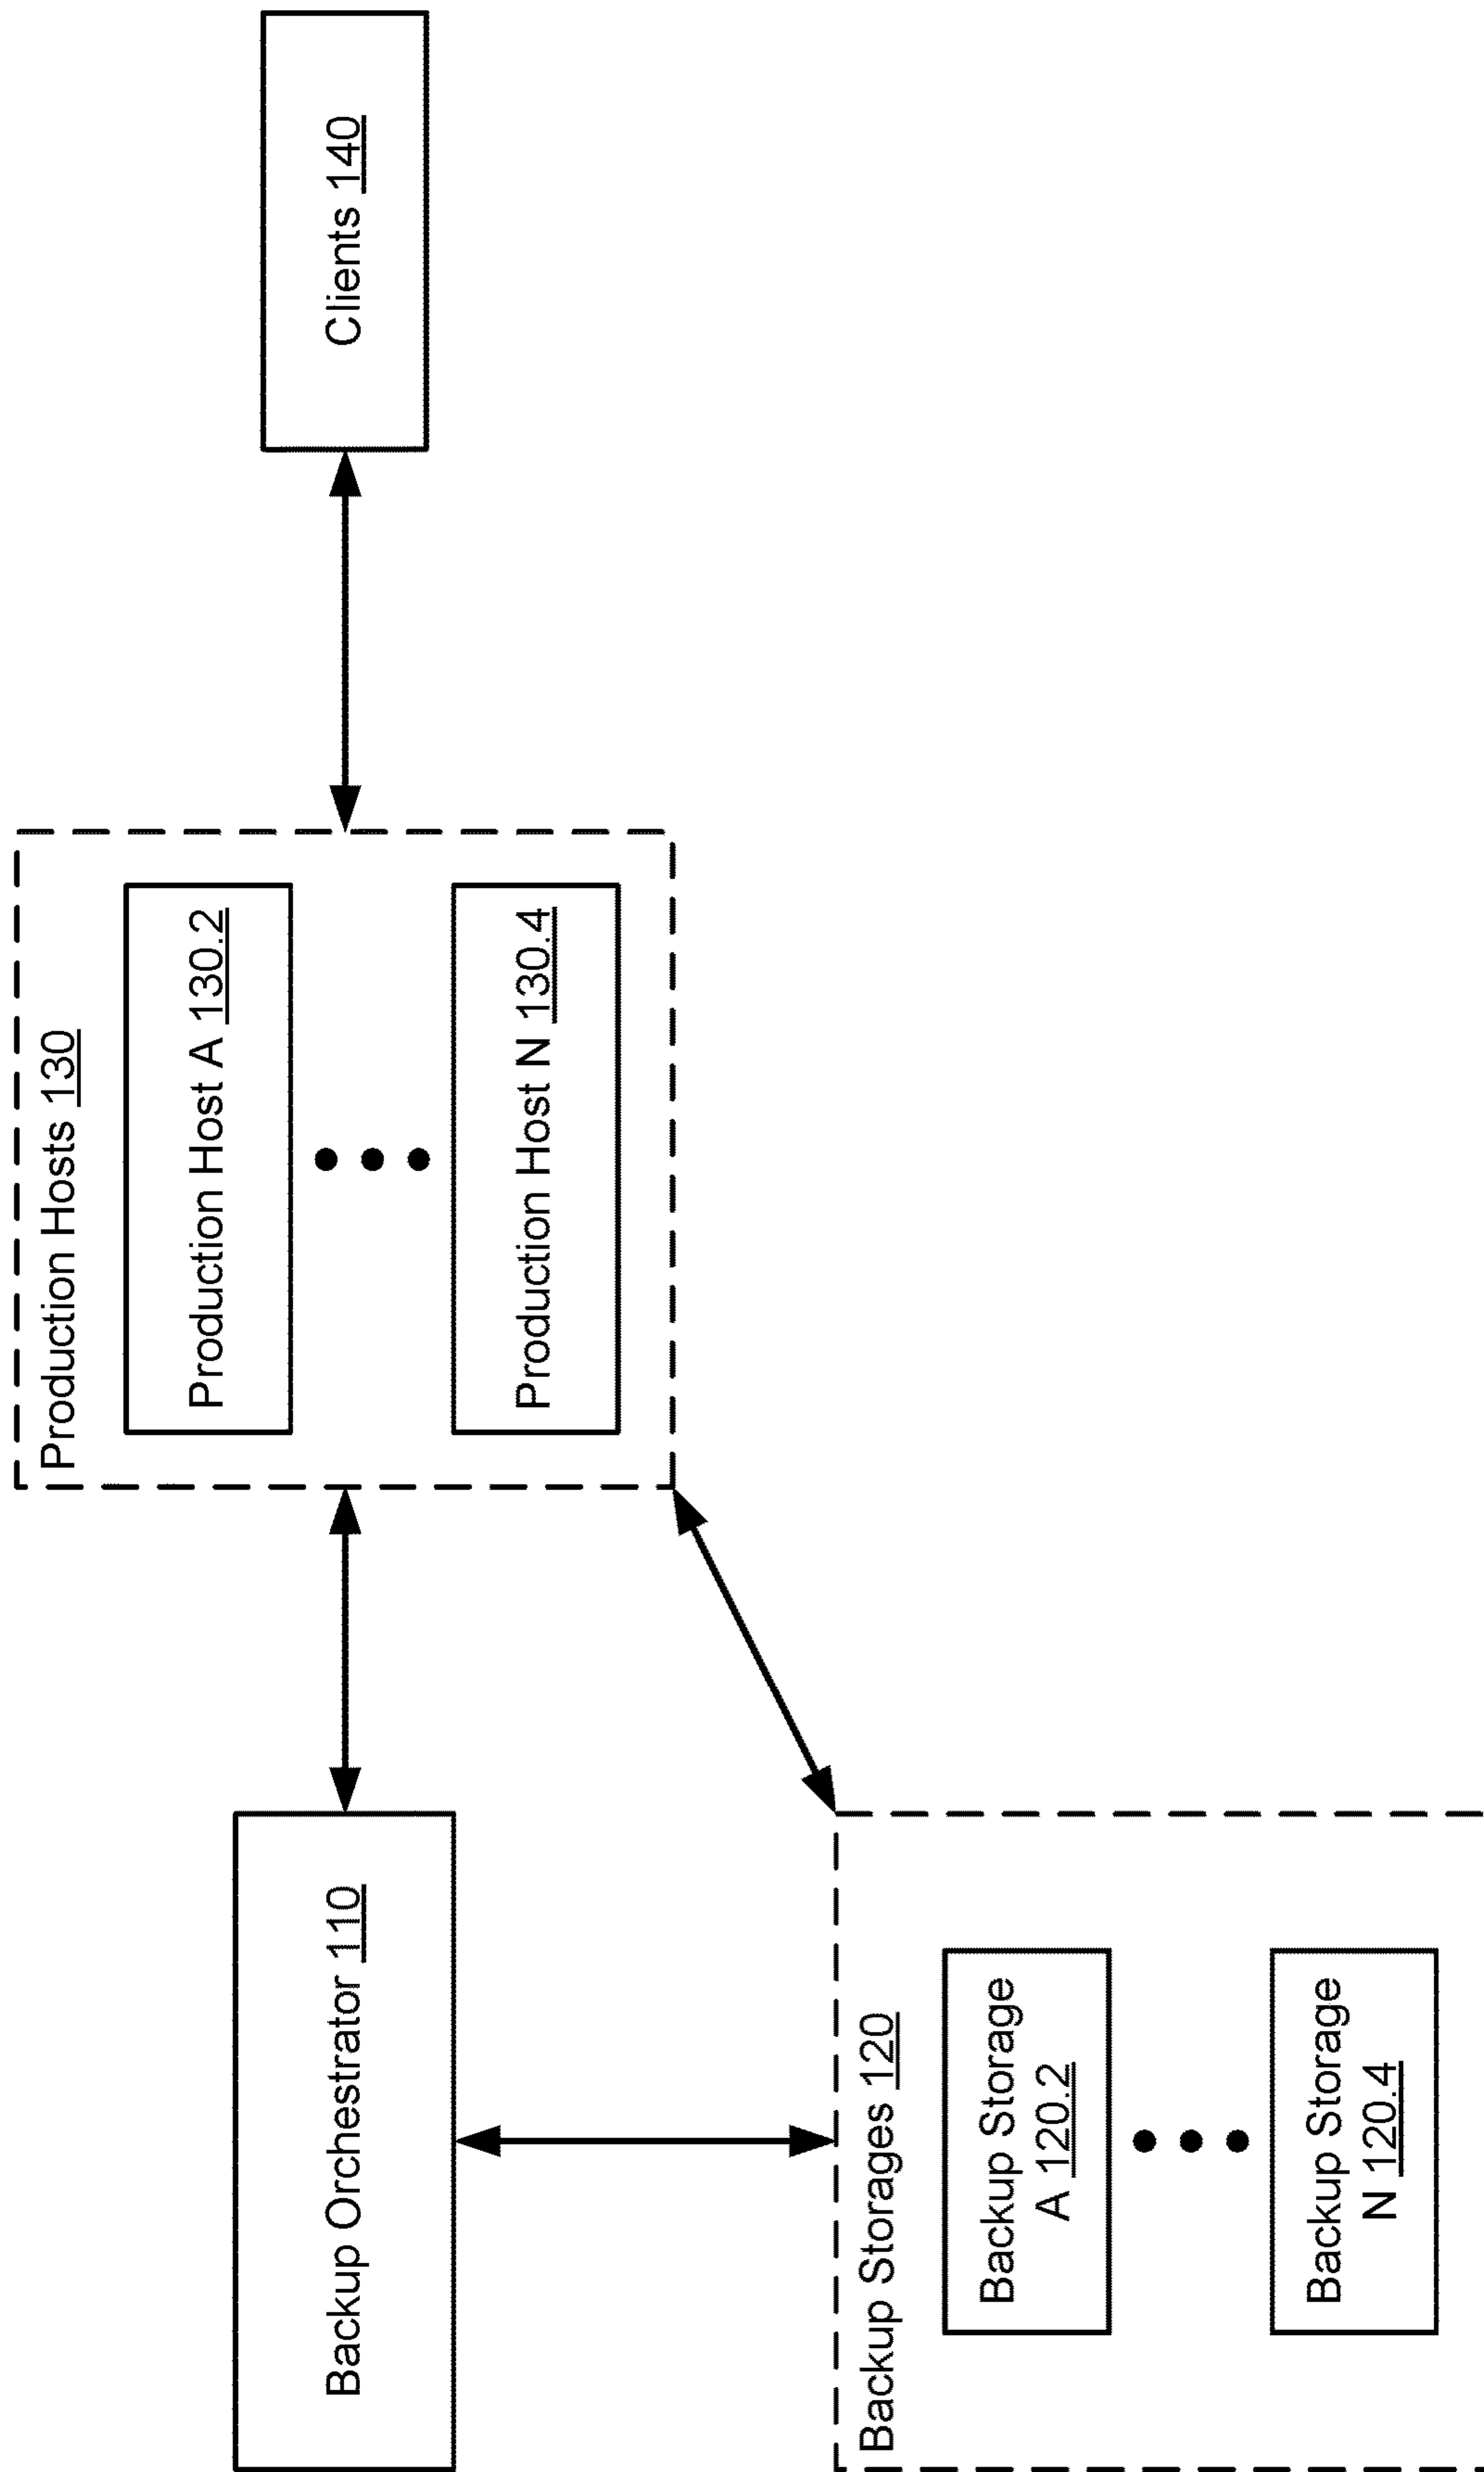 Backup Orchestrator 110
Production Hosts 130
Production Host A 130.2
Production Host N 130.4
Clients 140
Backup Storages 120
Backup Storage
A 120.2
Backup Storage
N 120.4